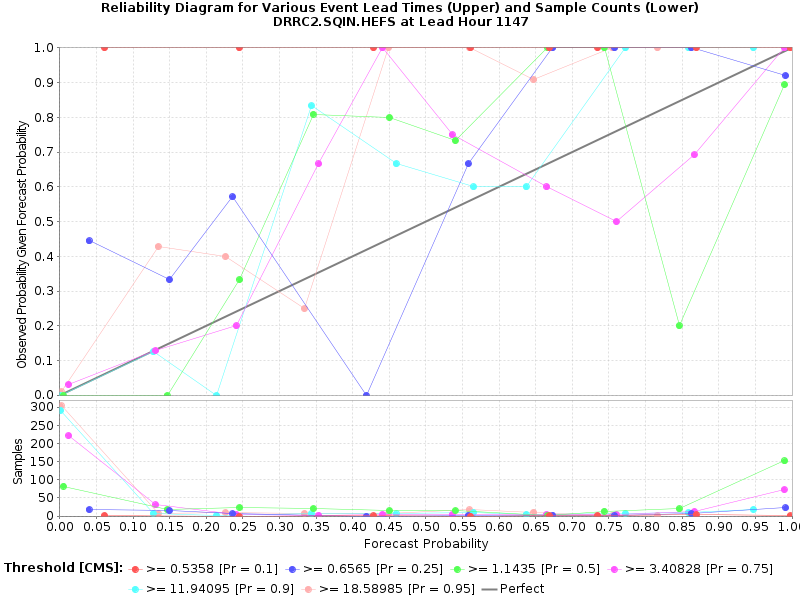 Reliability Diagram for Various Event Lead Times (Upper) and Sample Counts (Lower)
DRRC2.SQIN.HEFS at Lead Hour 1147
Observed Probability Given Forecast Probability
1.0
0.9
0.8
0.7
0.6
0.5
0.4
0.3
0.2
0.1
0.0
Samples
300
250
200
150
100
50
0
0.00 0.05 0.10 0.15 0.20 0.25 0.30 0.35 0.40 0.45 0.50 0.55 0.60 0.65 0.70 0.75 0.80 0.85 0.90 0.95 1.00
Forecast Probability
Threshold [CMS]: >= 0.5358 [Pr = 0.1] >= 0.6565 [Pr = 0.25] >= 1.1435 [Pr = 0.5] >= 3.40828 [Pr = 0.75]
>= 11.94095 [Pr = 0.9] >= 18.58985 [Pr = 0.95] Perfect